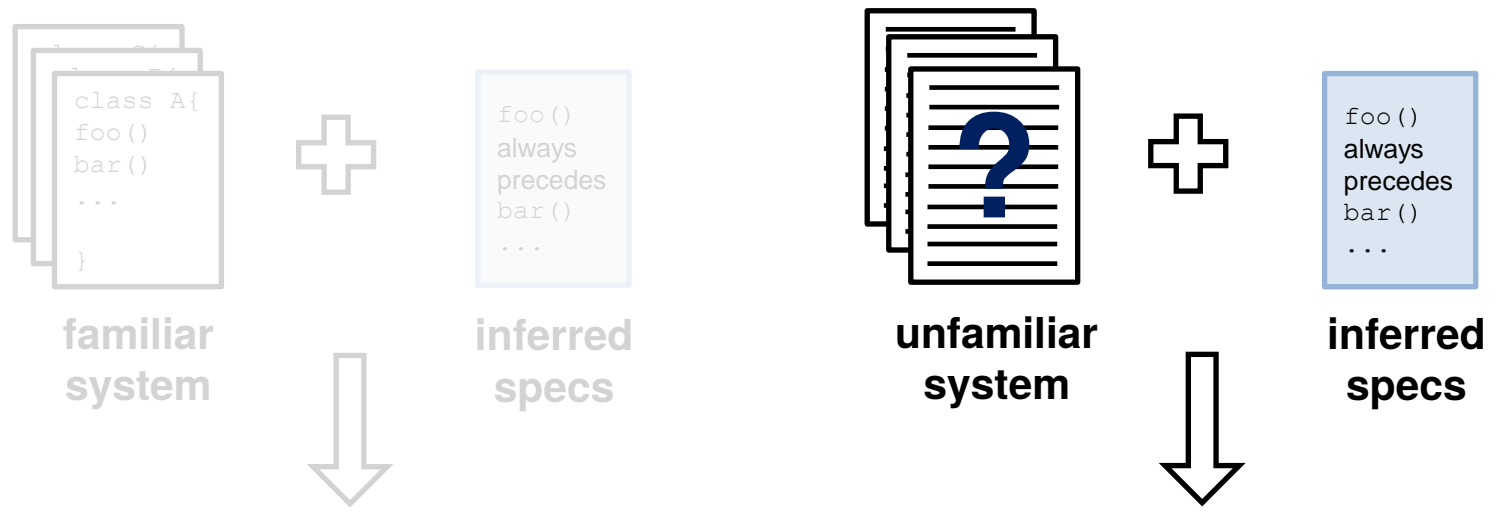 class A{
foo()
bar()
...
}
familiar
system
foo()
always
precedes
bar()
...
inferred
specs
?
unfamiliar
system
foo()
always
precedes
bar()
...
inferred
specs